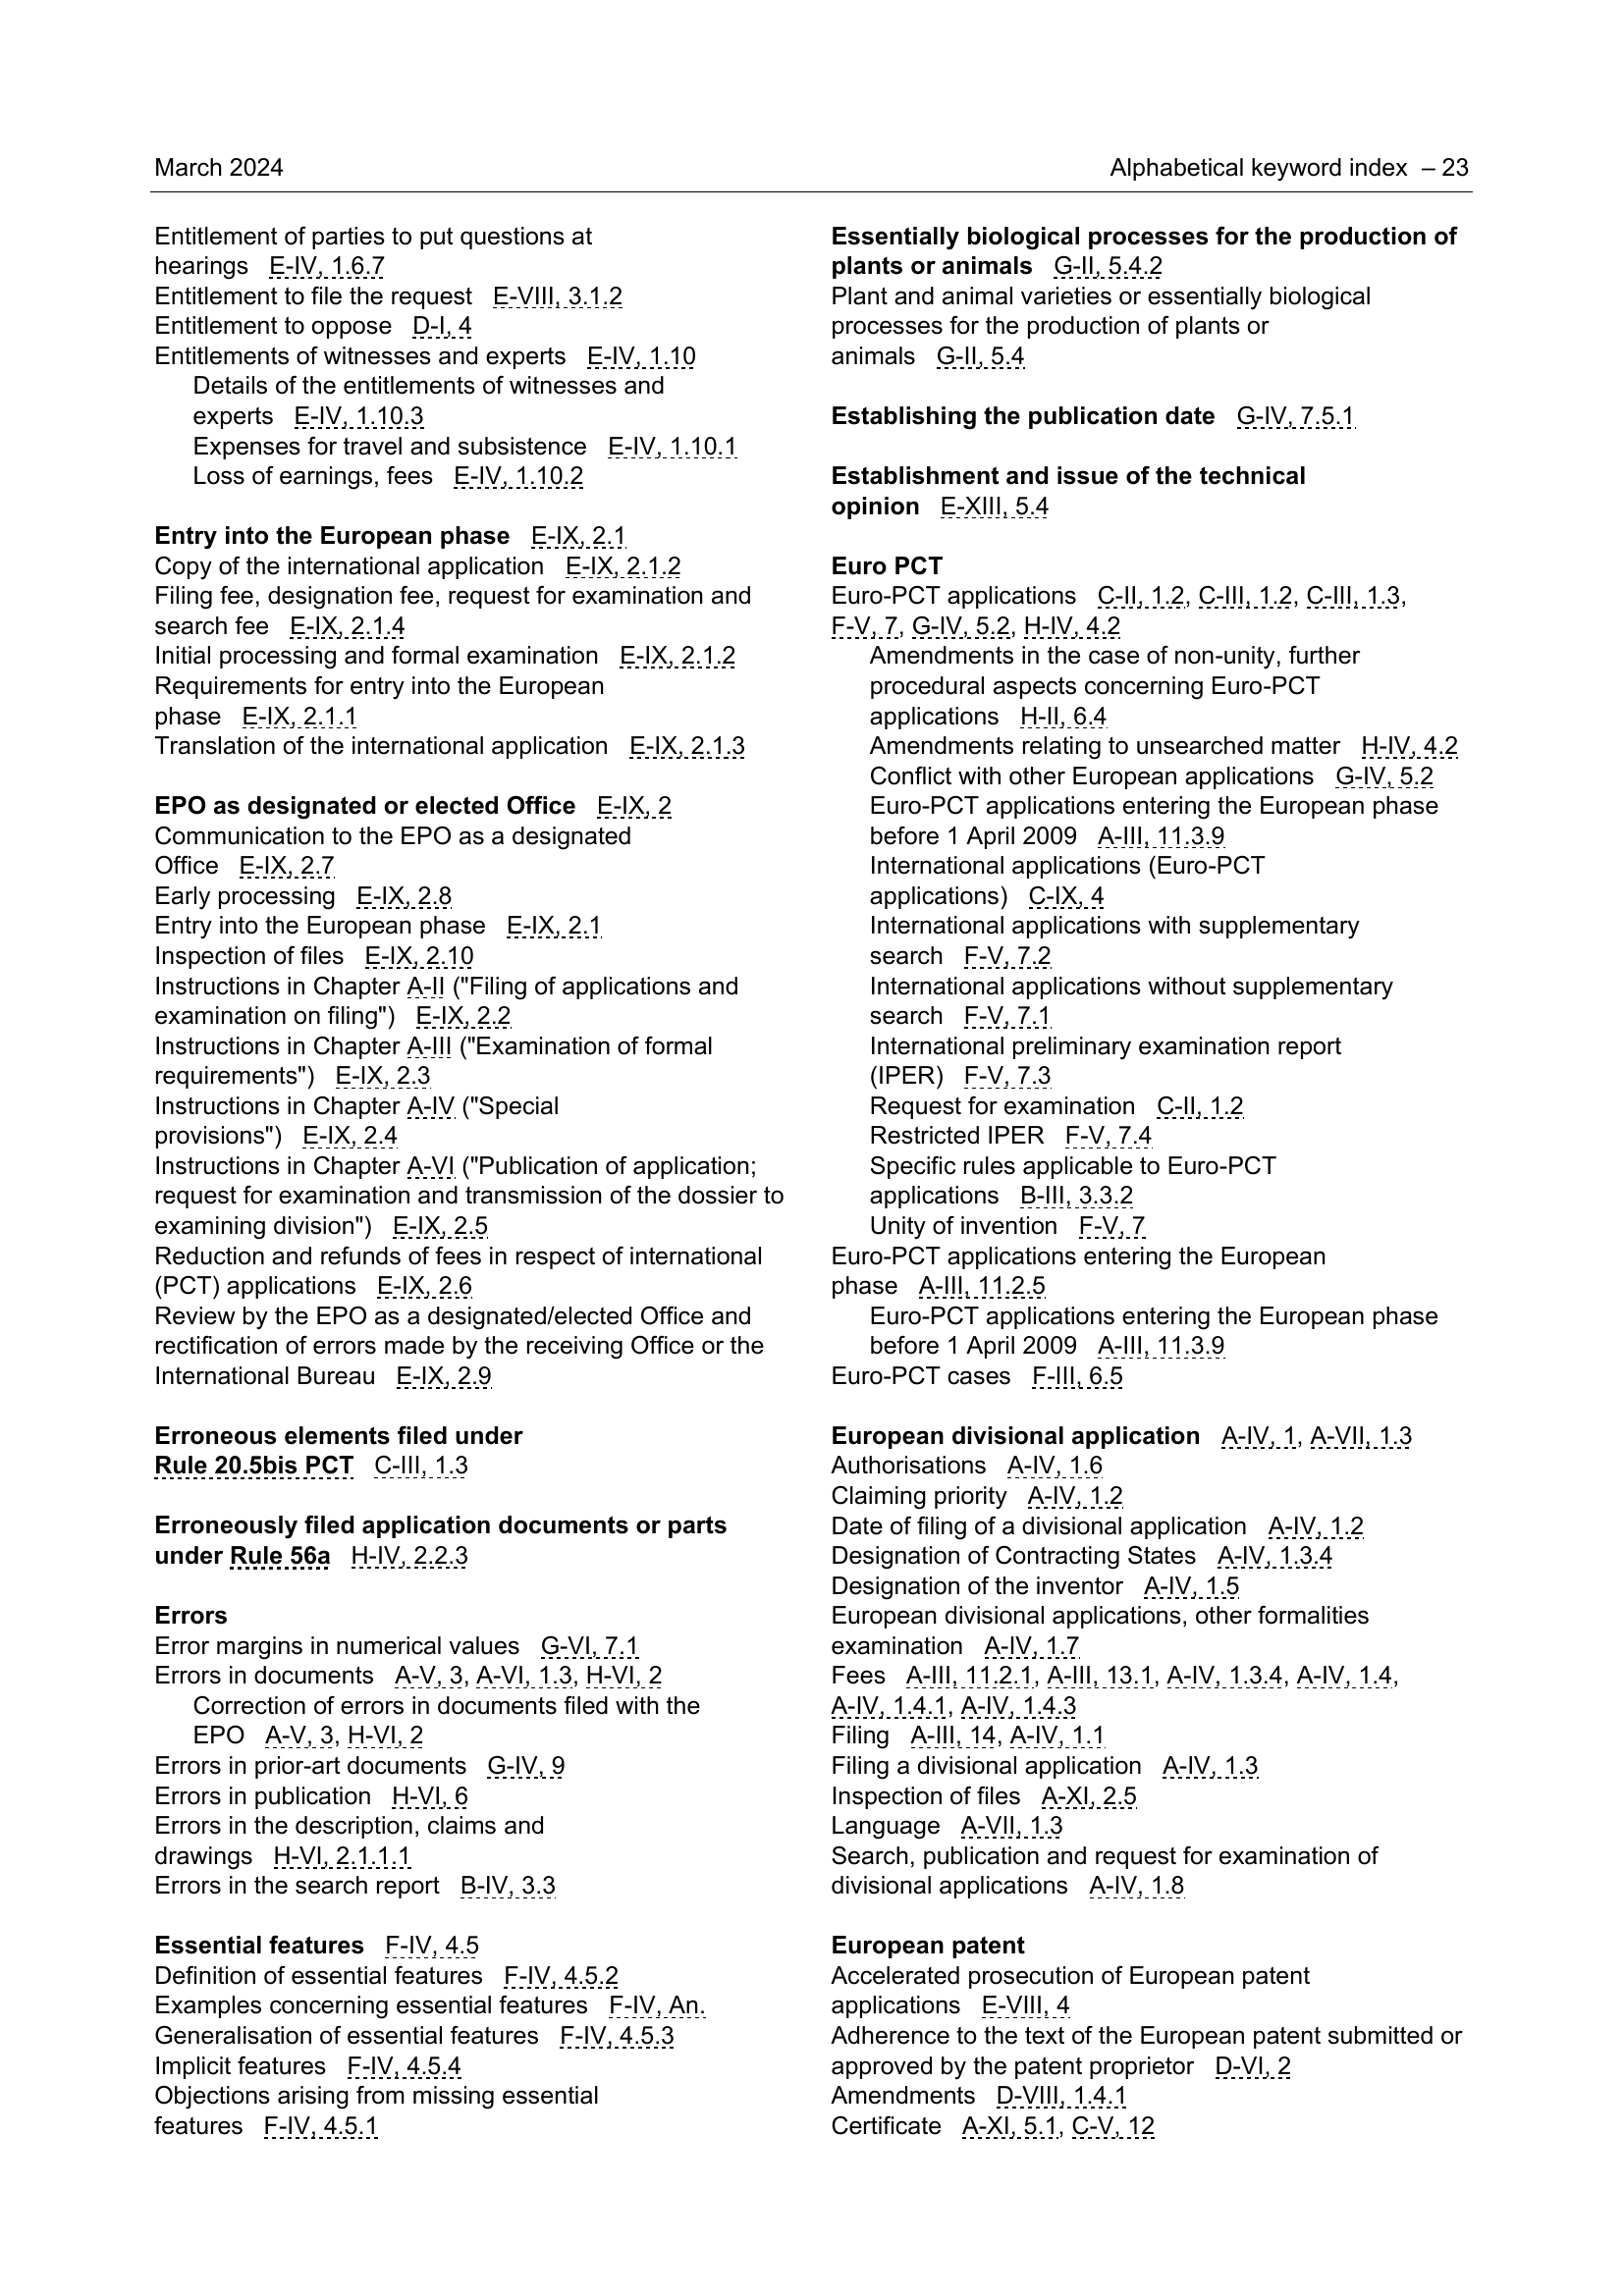 March 2024
Alphabetical keyword index – 23
Entitlement of parties to put questions at
hearings E-IV, 1.6.7
Entitlement to file the request E-VIII, 3.1.2
Entitlement to oppose D-I, 4
Entitlements of witnesses and experts E-IV, 1.10
Details of the entitlements of witnesses and
experts E-IV, 1.10.3
Expenses for travel and subsistence E-IV, 1.10.1
Loss of earnings, fees E-IV, 1.10.2
Entry into the European phase E-IX, 2.1
Copy of the international application E-IX, 2.1.2
Filing fee, designation fee, request for examination and
search fee E-IX, 2.1.4
Initial processing and formal examination E-IX, 2.1.2
Requirements for entry into the European
phase E-IX, 2.1.1
Translation of the international application E-IX, 2.1.3
EPO as designated or elected Office E-IX, 2
Communication to the EPO as a designated
Office E-IX, 2.7
Early processing E-IX, 2.8
Entry into the European phase E-IX, 2.1
Inspection of files E-IX, 2.10
Instructions in Chapter A-II ("Filing of applications and
examination on filing") E-IX, 2.2
Instructions in Chapter A-III ("Examination of formal
requirements") E-IX, 2.3
Instructions in Chapter A-IV ("Special
provisions") E-IX, 2.4
Instructions in Chapter A-VI ("Publication of application;
request for examination and transmission of the dossier to
examining division") E-IX, 2.5
Reduction and refunds of fees in respect of international
(PCT) applications E-IX, 2.6
Review by the EPO as a designated/elected Office and
rectification of errors made by the receiving Office or the
International Bureau E-IX, 2.9
Erroneous elements filed under
Rule 20.5bis PCT C-III, 1.3
Erroneously filed application documents or parts
under Rule 56a H-IV, 2.2.3
Errors
Error margins in numerical values G-VI, 7.1
Errors in documents A-V, 3, A-VI, 1.3, H-VI, 2
Correction of errors in documents filed with the
EPO A-V, 3, H-VI, 2
Errors in prior-art documents G-IV, 9
Errors in publication H-VI, 6
Errors in the description, claims and
drawings H-VI, 2.1.1.1
Errors in the search report B-IV, 3.3
Essential features F-IV, 4.5
Definition of essential features F-IV, 4.5.2
Examples concerning essential features F-IV, An.
Generalisation of essential features F-IV, 4.5.3
Implicit features F-IV, 4.5.4
Objections arising from missing essential
features F-IV, 4.5.1
Essentially biological processes for the production of
plants or animals G-II, 5.4.2
Plant and animal varieties or essentially biological
processes for the production of plants or
animals G-II, 5.4
Establishing the publication date G-IV, 7.5.1
Establishment and issue of the technical
opinion E-XIII, 5.4
Euro PCT
Euro-PCT applications C-II, 1.2, C-III, 1.2, C-III, 1.3,
F-V, 7, G-IV, 5.2, H-IV, 4.2
Amendments in the case of non-unity, further
procedural aspects concerning Euro-PCT
applications H-II, 6.4
Amendments relating to unsearched matter H-IV, 4.2
Conflict with other European applications G-IV, 5.2
Euro-PCT applications entering the European phase
before 1 April 2009 A-III, 11.3.9
International applications (Euro-PCT
applications) C-IX, 4
International applications with supplementary
search F-V, 7.2
International applications without supplementary
search F-V, 7.1
International preliminary examination report
(IPER) F-V, 7.3
Request for examination C-II, 1.2
Restricted IPER F-V, 7.4
Specific rules applicable to Euro-PCT
applications B-III, 3.3.2
Unity of invention F-V, 7
Euro-PCT applications entering the European
phase A-III, 11.2.5
Euro-PCT applications entering the European phase
before 1 April 2009 A-III, 11.3.9
Euro-PCT cases F-III, 6.5
European divisional application A-IV, 1, A-VII, 1.3
Authorisations A-IV, 1.6
Claiming priority A-IV, 1.2
Date of filing of a divisional application A-IV, 1.2
Designation of Contracting States A-IV, 1.3.4
Designation of the inventor A-IV, 1.5
European divisional applications, other formalities
examination A-IV, 1.7
Fees A-III, 11.2.1, A-III, 13.1, A-IV, 1.3.4, A-IV, 1.4,
A-IV, 1.4.1, A-IV, 1.4.3
Filing A-III, 14, A-IV, 1.1
Filing a divisional application A-IV, 1.3
Inspection of files A-XI, 2.5
Language A-VII, 1.3
Search, publication and request for examination of
divisional applications A-IV, 1.8
European patent
Accelerated prosecution of European patent
applications E-VIII, 4
Adherence to the text of the European patent submitted or
approved by the patent proprietor D-VI, 2
Amendments D-VIII, 1.4.1
Certificate A-XI, 5.1, C-V, 12